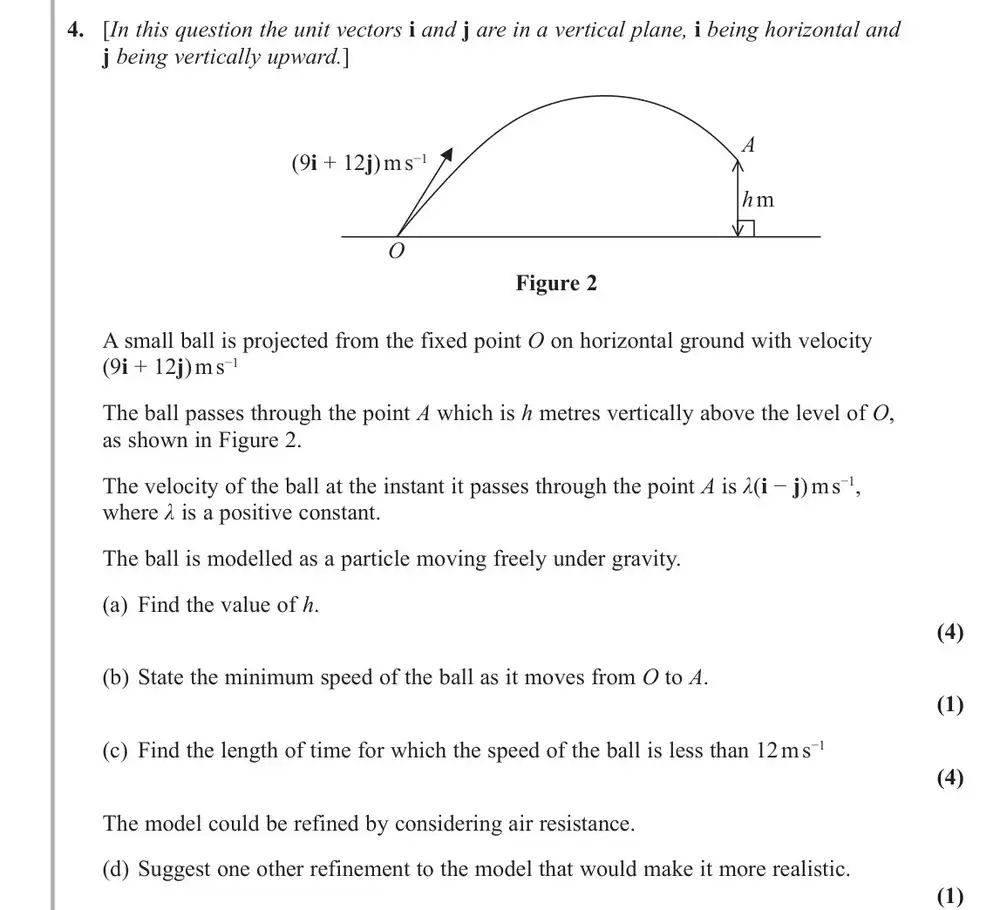 4. [In this question the unit vectors i and j are in a vertical plane, i being horizontal and
j being vertically upward.]
A
(9i + 12j) m s⁻¹
h m
O
Figure 2
A small ball is projected from the fixed point O on horizontal ground with velocity
(9i + 12j) m s⁻¹
The ball passes through the point A which is h metres vertically above the level of O,
as shown in Figure 2.
The velocity of the ball at the instant it passes through the point A is λ(i − j) m s⁻¹,
where λ is a positive constant.
The ball is modelled as a particle moving freely under gravity.
(a) Find the value of h.
(4)
(b) State the minimum speed of the ball as it moves from O to A.
(1)
(c) Find the length of time for which the speed of the ball is less than 12 m s⁻¹
(4)
The model could be refined by considering air resistance.
(d) Suggest one other refinement to the model that would make it more realistic.
(1)